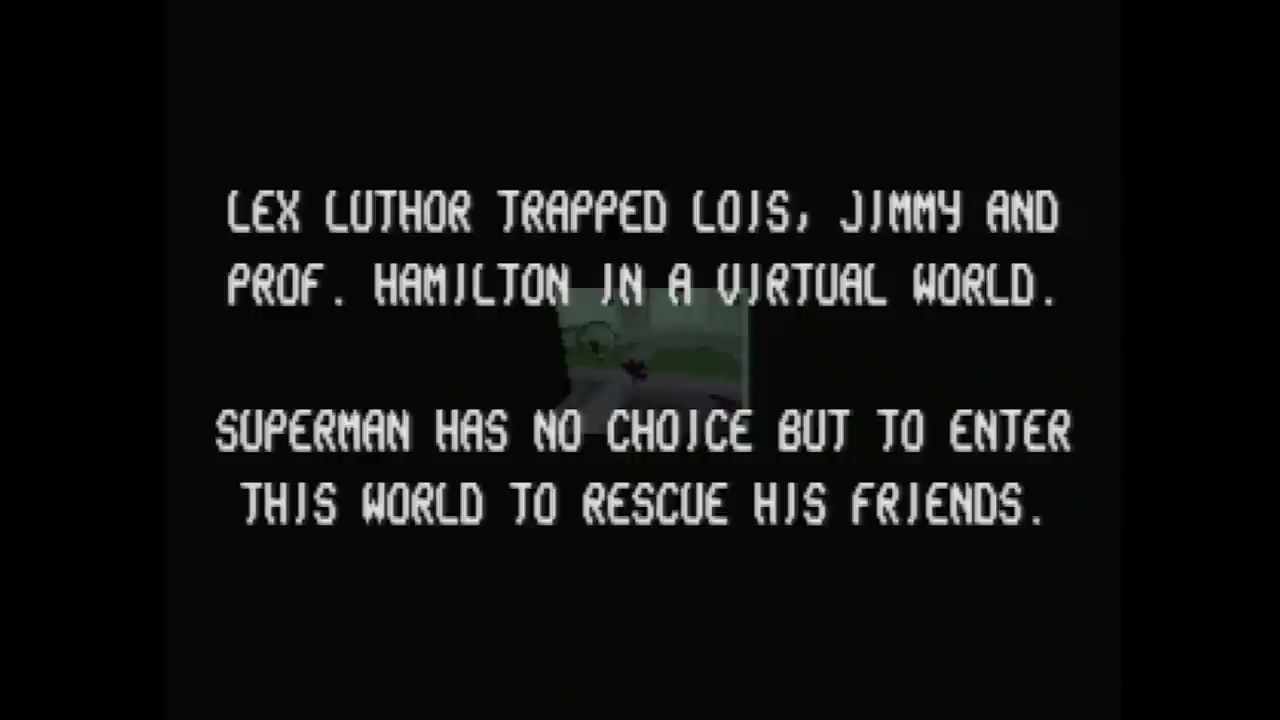 LEX LUTHOR TRAPPED LOIS, JIMMY AND
PROF. HAMILTON IN A VIRTUAL WORLD.
SUPERMAN HAS NO CHOICE BUT TO ENTER
THIS WORLD TO RESCUE HIS FRIENDS.